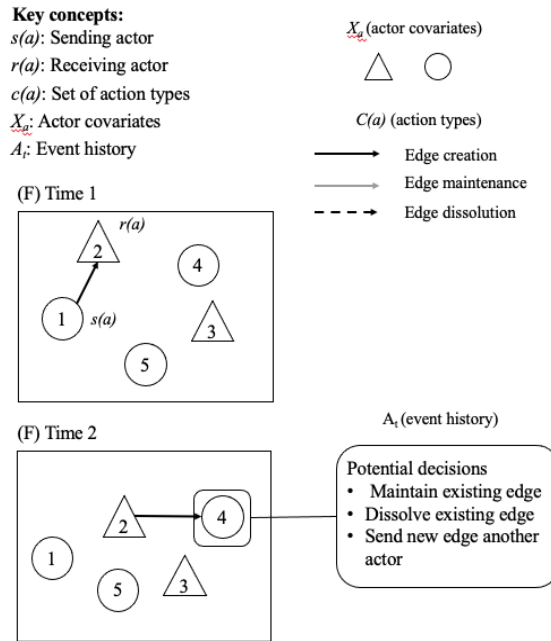 Key concepts:
s(a): Sending actor
r(a): Receiving actor
c(a): Set of action types
Xa: Actor covariates
At: Event history
Xa (actor covariates)
C(a) (action types)
Edge creation
Edge maintenance
Edge dissolution
(F) Time 1
r(a)
2
4
1
s(a)
3
5
(F) Time 2
At (event history)
2
4
1
5
3
Potential decisions
• Maintain existing edge
• Dissolve existing edge
• Send new edge another
actor